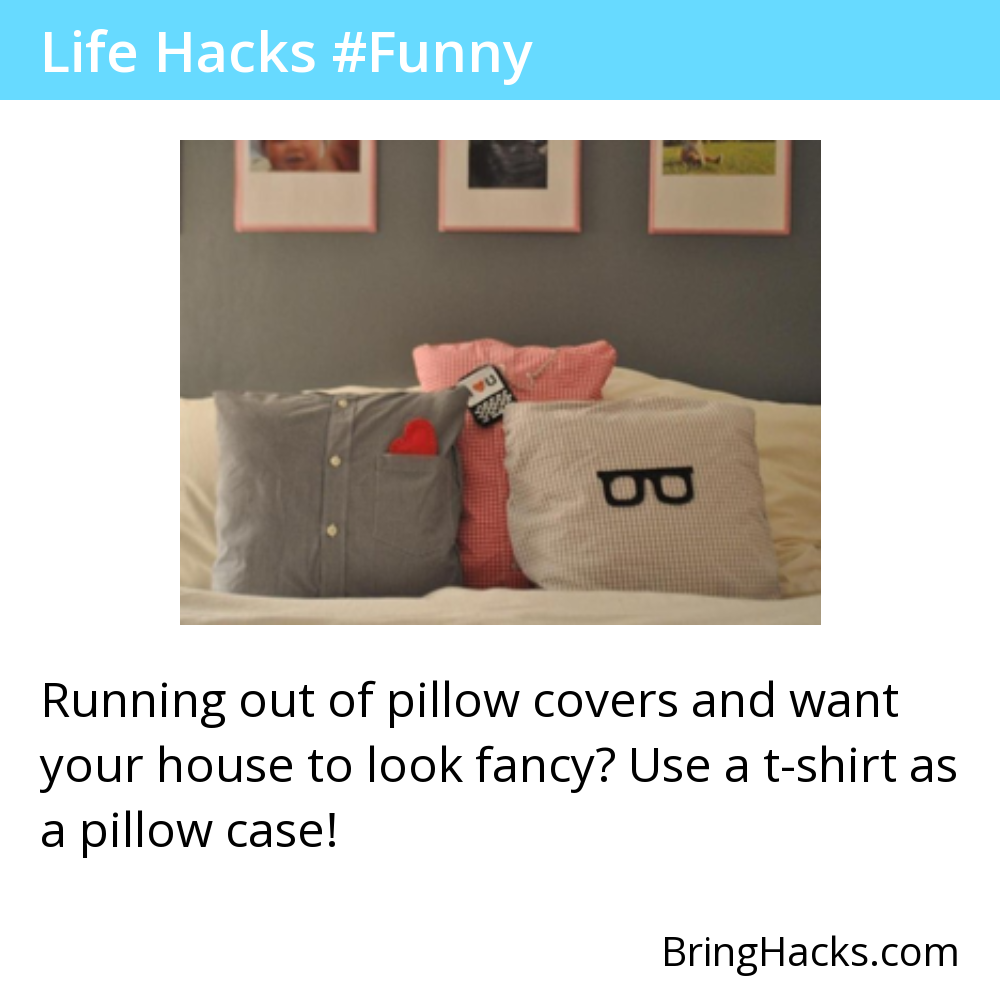 Life Hacks #Funny
U
Running out of pillow covers and want
your house to look fancy? Use a t-shirt as
a pillow case!
BringHacks.com